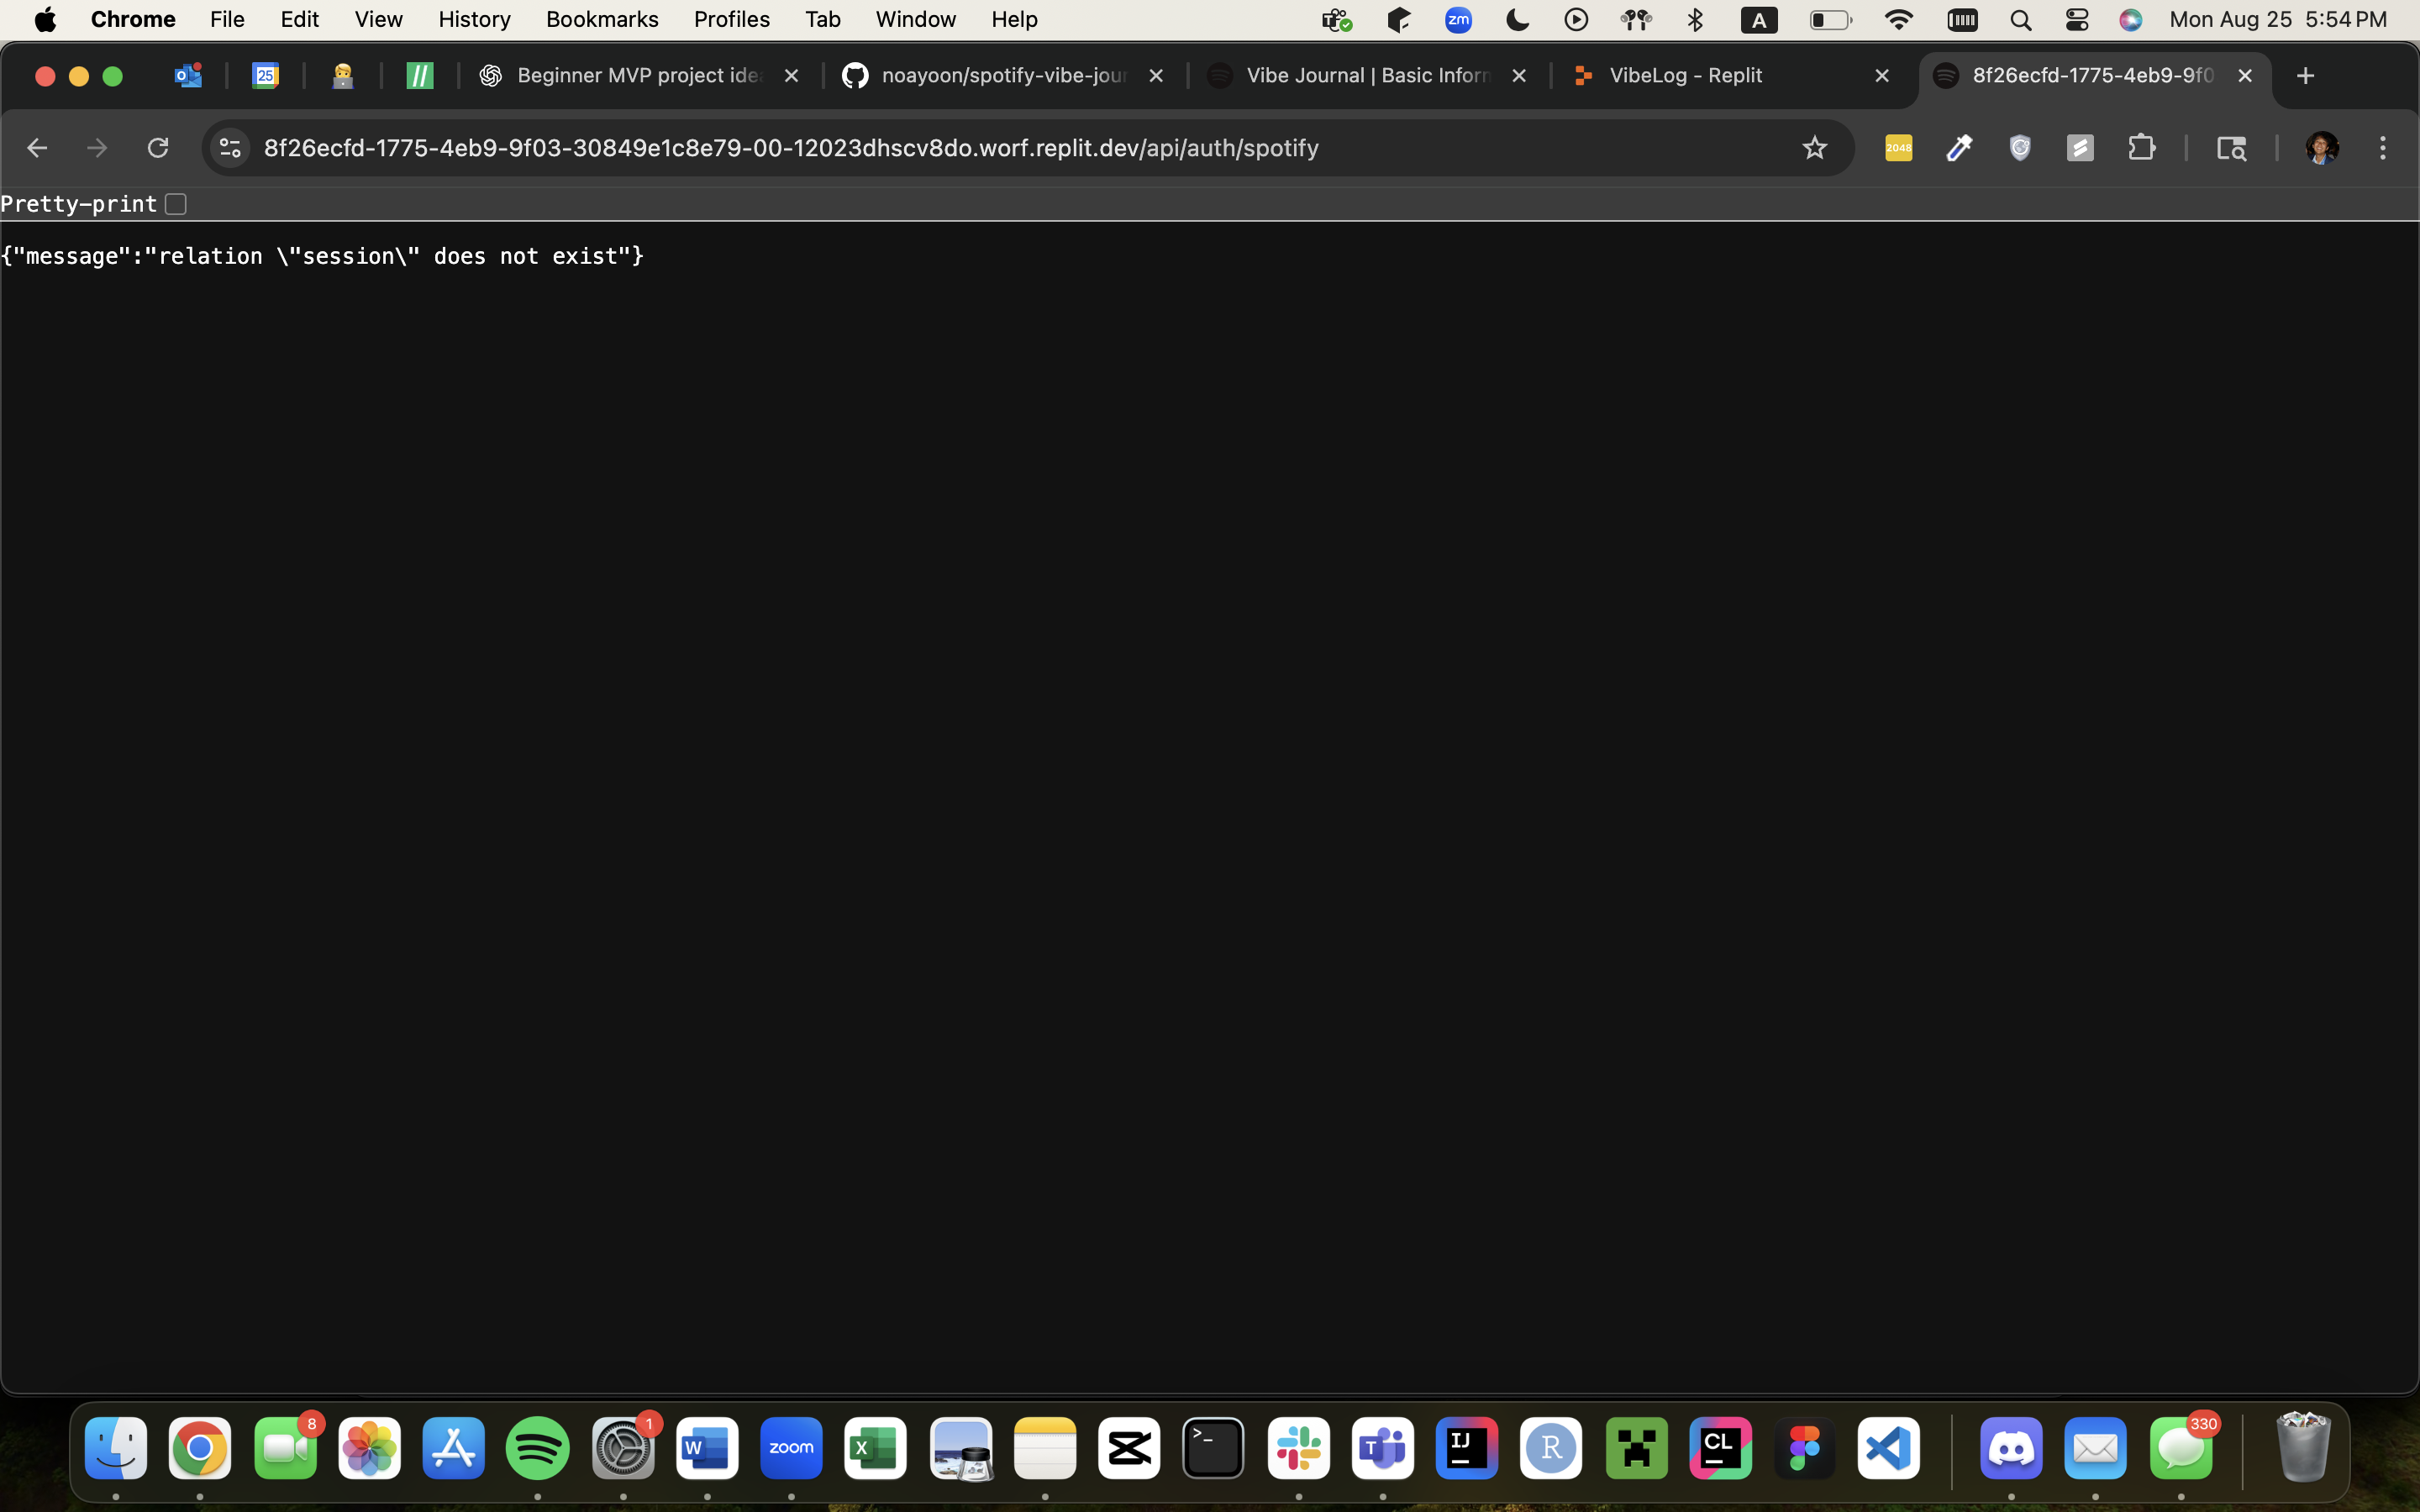 Chrome File Edit View History Bookmarks Profiles Tab Window Help zm A Mon Aug 25 5:54 PM
25 Beginner MVP project ide noayoon/spotify-vibe-jour Vibe Journal | Basic Inform VibeLog - Replit 8f26ecfd-1775-4eb9-9f0
8f26ecfd-1775-4eb9-9f03-30849e1c8e79-00-12023dhscv8do.worf.replit.dev/api/auth/spotify 2048
Pretty-print
{"message":"relation \"session\" does not exist"}
8 1 330
W zoom X >_ T IJ R CL